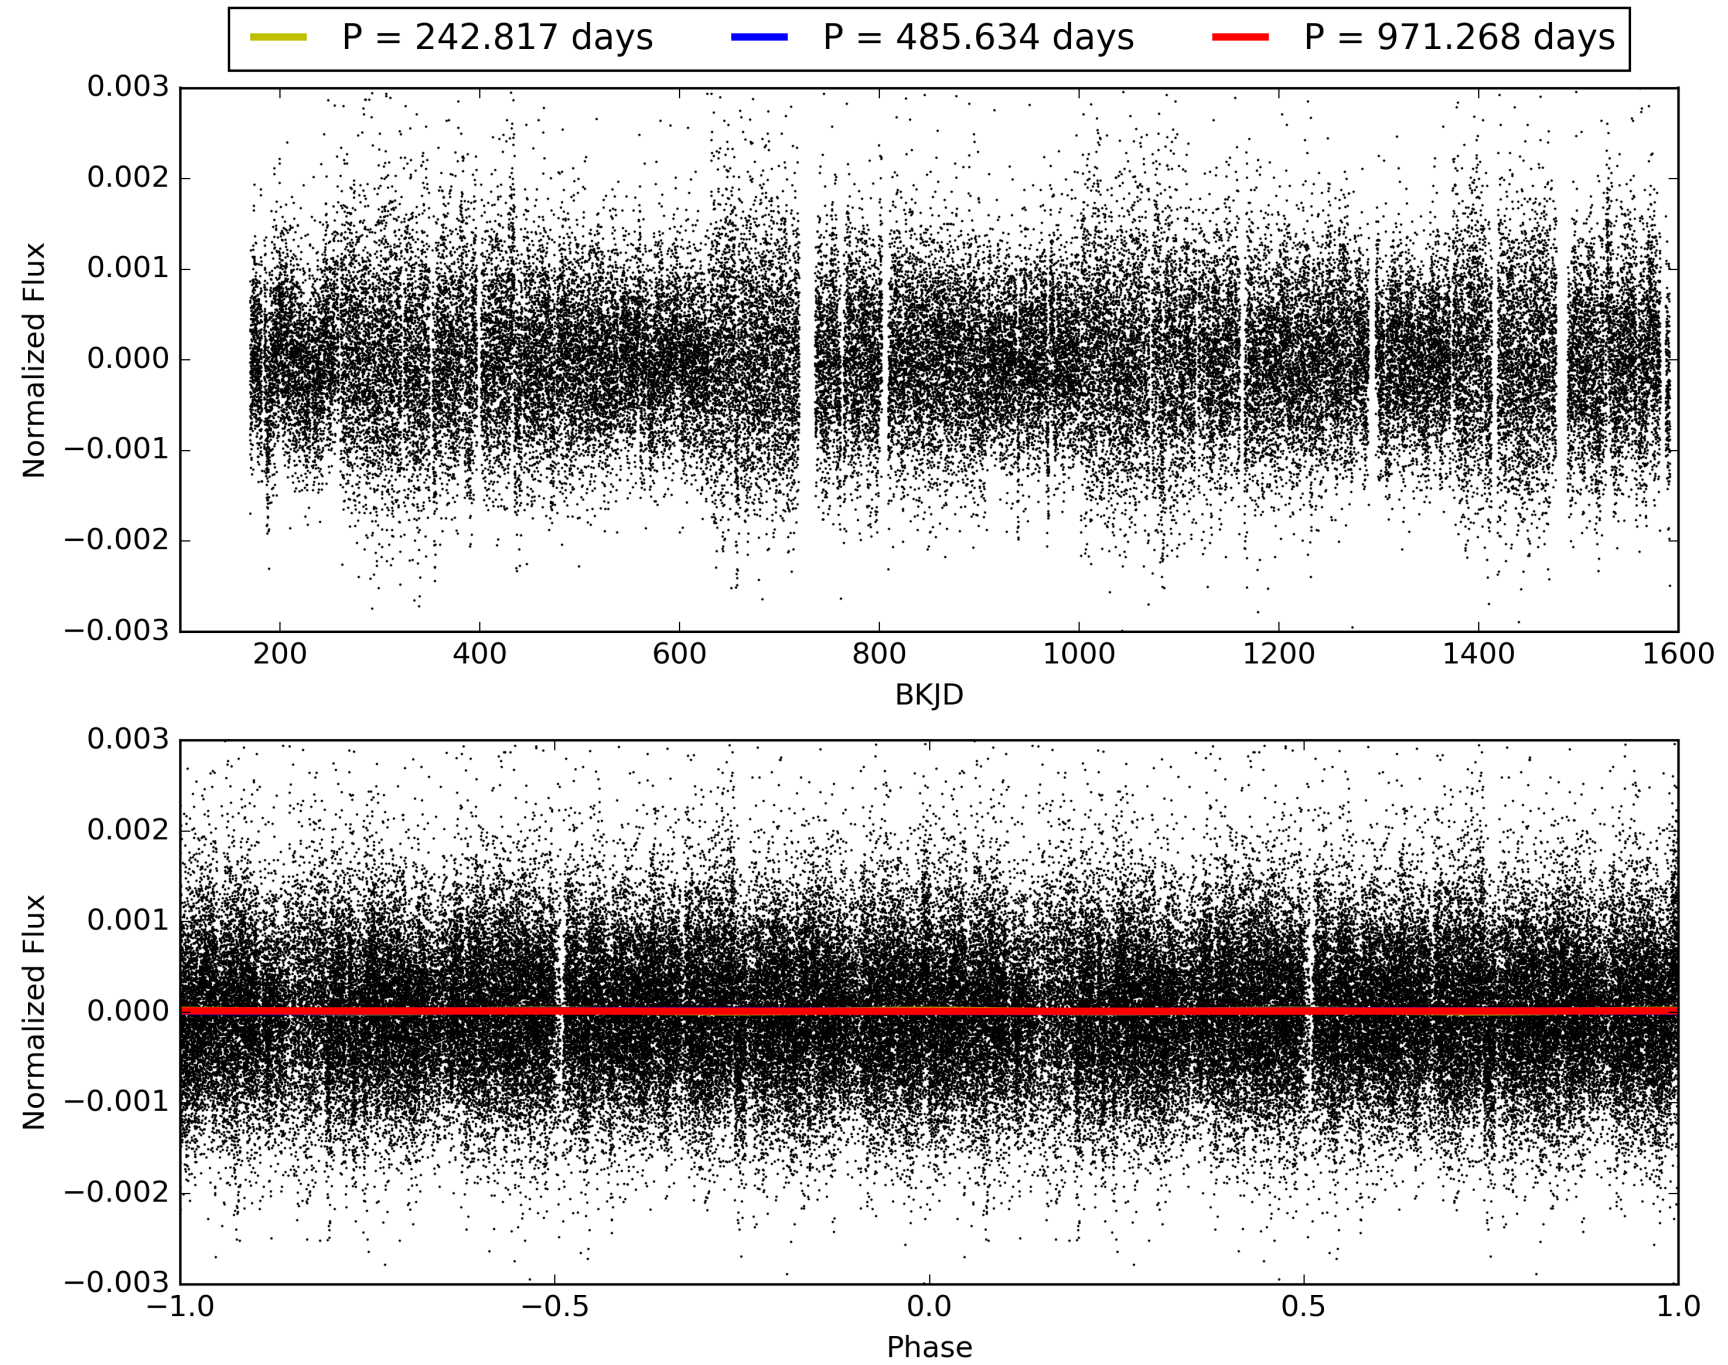 P = 242.817 days P = 485.634 days P = 971.268 days
0.003
0.002
0.001
0.000
−0.001
−0.002
−0.003
Normalized Flux
200 400 600 800 1000 1200 1400 1600
BKJD
0.003
0.002
0.001
0.000
−0.001
−0.002
−0.003
Normalized Flux
−1.0 −0.5 0.0 0.5 1.0
Phase